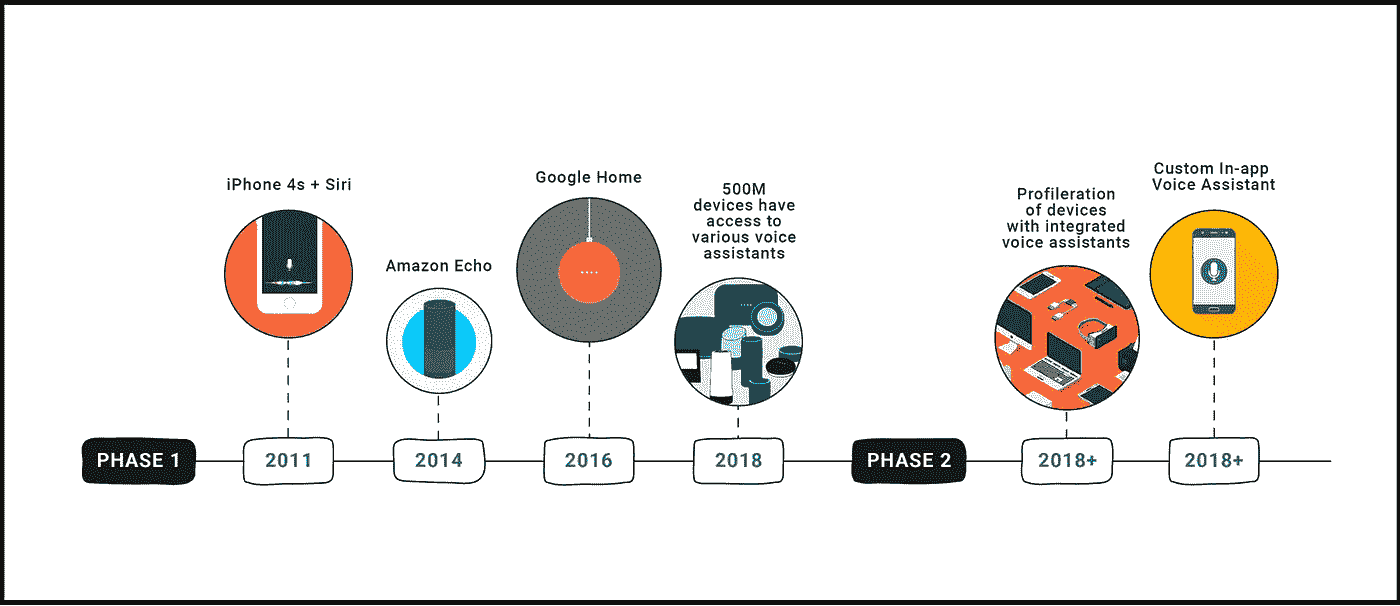 iPhone 4s + Siri
Amazon Echo
Google Home
500M
devices have
access to
various voice
assistants
Profileration
of devices
with integrated
voice assistants
Custom In-app
Voice Assistant
PHASE 1
2011
2014
2016
2018
PHASE 2
2018+
2018+